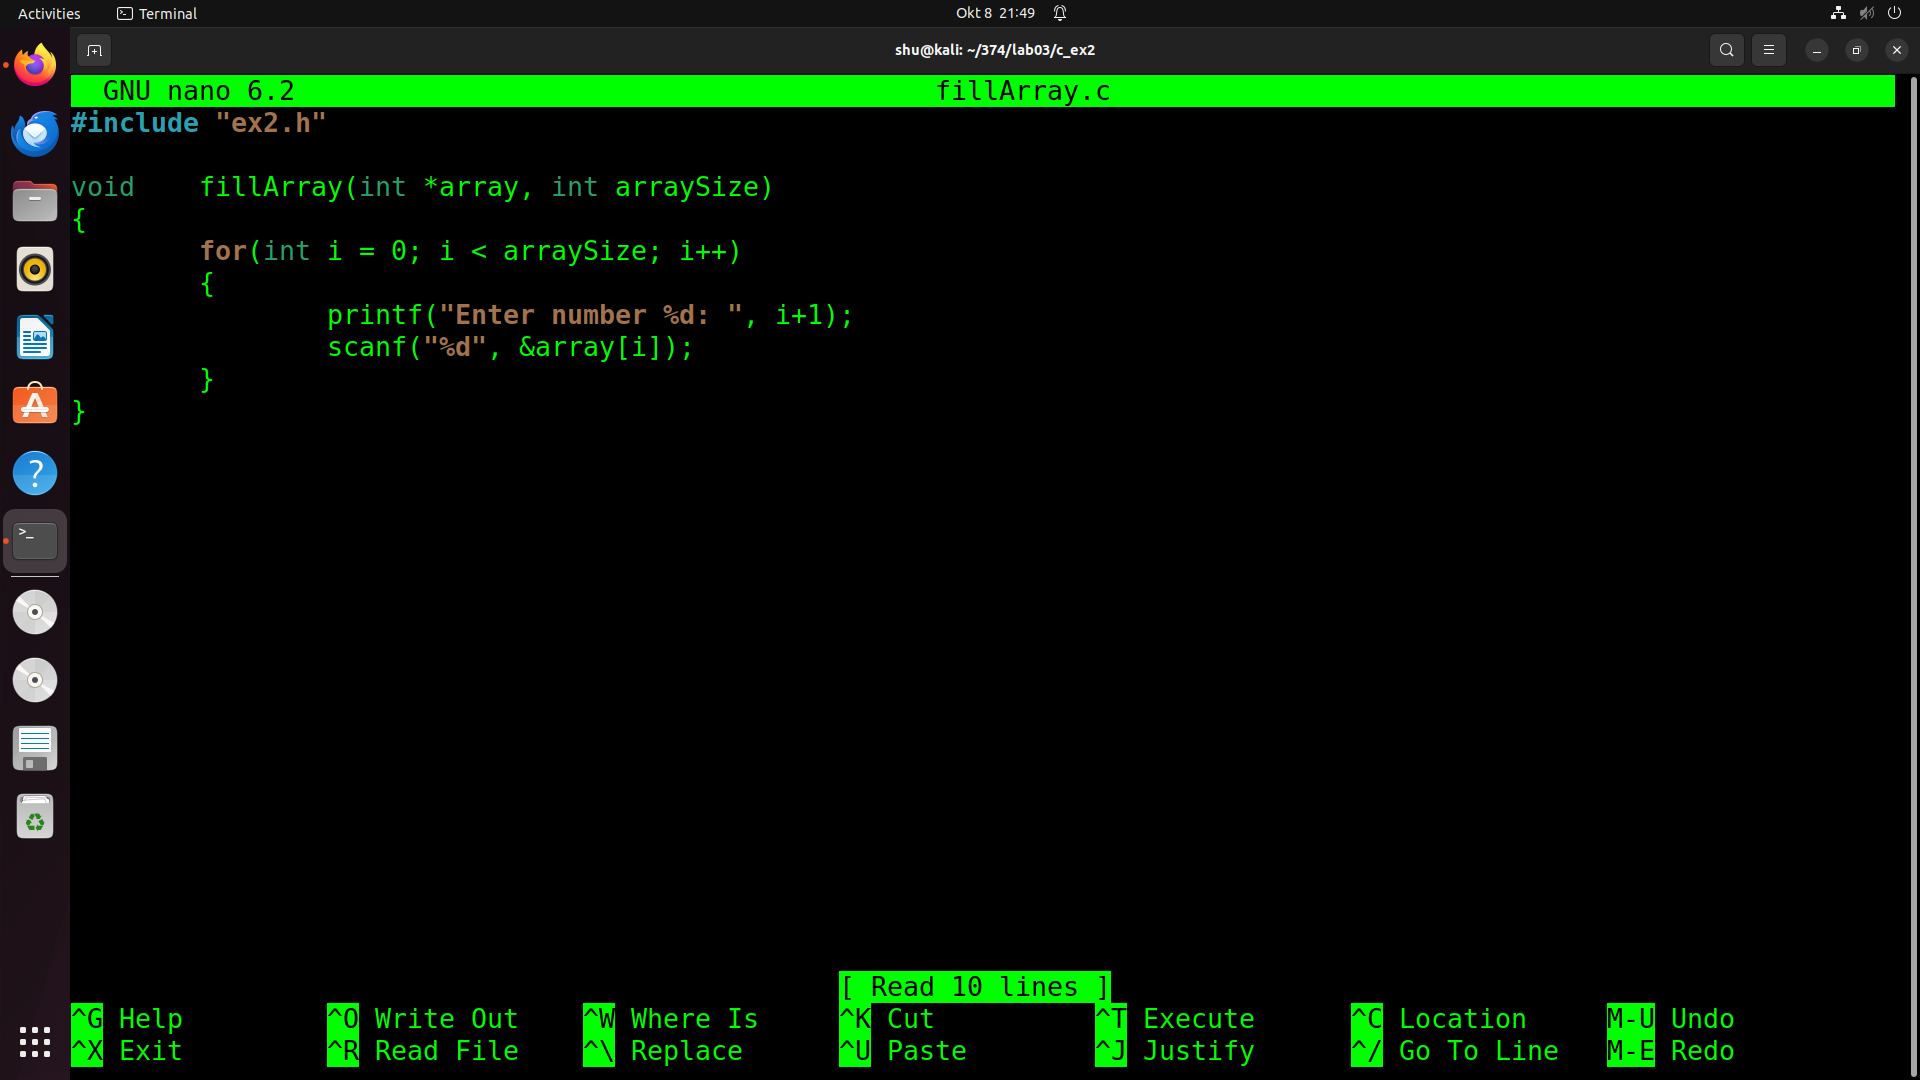 Activities Terminal Okt 8 21:49
shu@kali: ~/374/lab03/c_ex2
GNU nano 6.2 fillArray.c
#include "ex2.h"
void fillArray(int *array, int arraySize)
{
for(int i = 0; i < arraySize; i++)
{
printf("Enter number %d: ", i+1);
scanf("%d", &array[i]);
}
}
[ Read 10 lines ]
^G Help ^O Write Out ^W Where Is ^K Cut ^T Execute ^C Location M-U Undo
^X Exit ^R Read File ^\ Replace ^U Paste ^J Justify ^/ Go To Line M-E Redo